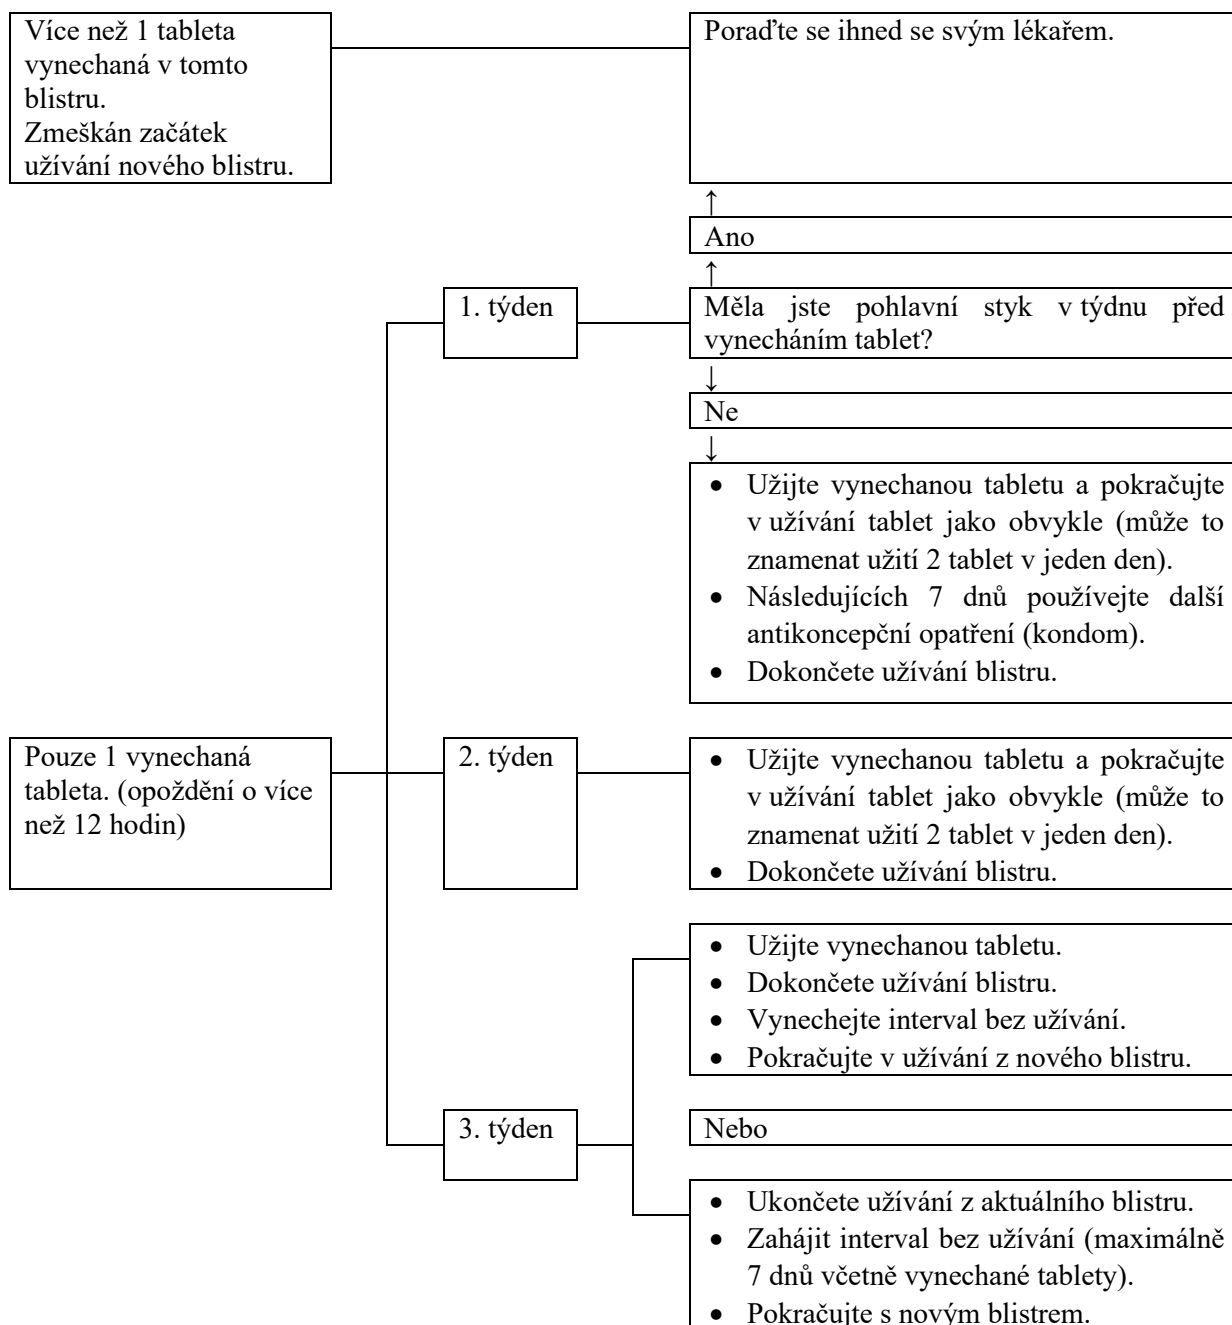 Více než 1 tableta
vynechaná v tomto
blistru.
Zmeškán začátek
užívání nového blistru.
Poraďte se ihned se svým lékařem.
↑
Ano
↑
1. týden
Měla jste pohlavní styk v týdnu před
vynecháním tablet?
↓
Ne
↓
• Užijte vynechanou tabletu a pokračujte
v užívání tablet jako obvykle (může to
znamenat užití 2 tablet v jeden den).
• Následujících 7 dnů používejte další
antikoncepční opatření (kondom).
• Dokončete užívání blistru.
Pouze 1 vynechaná
tableta. (opoždění o více
než 12 hodin)
2. týden
• Užijte vynechanou tabletu a pokračujte
v užívání tablet jako obvykle (může to
znamenat užití 2 tablet v jeden den).
• Dokončete užívání blistru.
• Užijte vynechanou tabletu.
• Dokončete užívání blistru.
• Vynechejte interval bez užívání.
• Pokračujte v užívání z nového blistru.
3. týden
Nebo
• Ukončete užívání z aktuálního blistru.
• Zahájit interval bez užívání (maximálně
7 dnů včetně vynechané tablety).
• Pokračujte s novým blistrem.